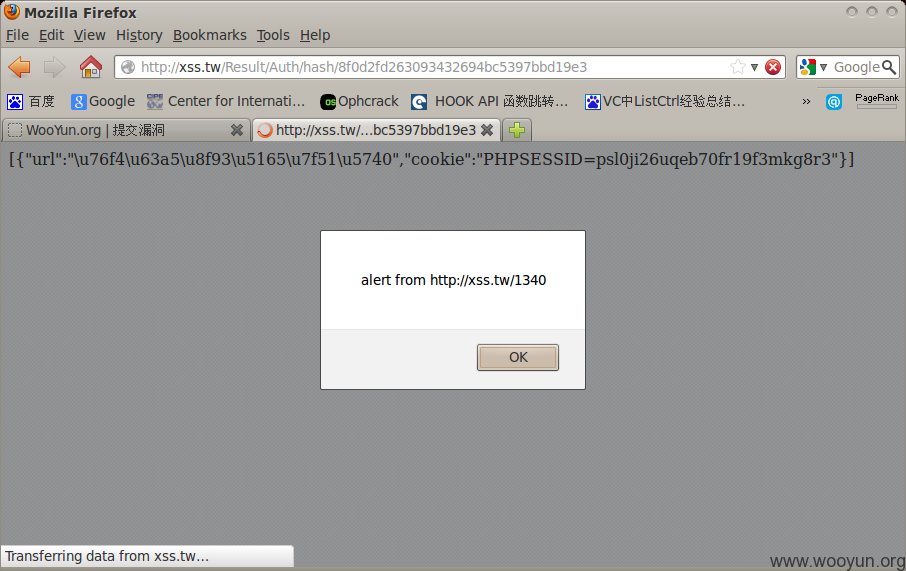 Mozilla Firefox
File Edit View History Bookmarks Tools Help
http://xss.tw/Result/Auth/hash/8f0d2fd263093432694bc5397bbd19e3 Google
百度 Google Center for Internati... Ophcrack HOOK API 函数跳转... VC中ListCtrl经验总结... » PageRank
WooYun.org | 提交漏洞 http://xss.tw/...bc5397bbd19e3
[{"url":"\u76f4\u63a5\u8f93\u5165\u7f51\u5740","cookie":"PHPSESSID=psl0ji26uqeb70fr19f3mkg8r3"}]
alert from http://xss.tw/1340
OK
Transferring data from xss.tw...
www.wooyun.org